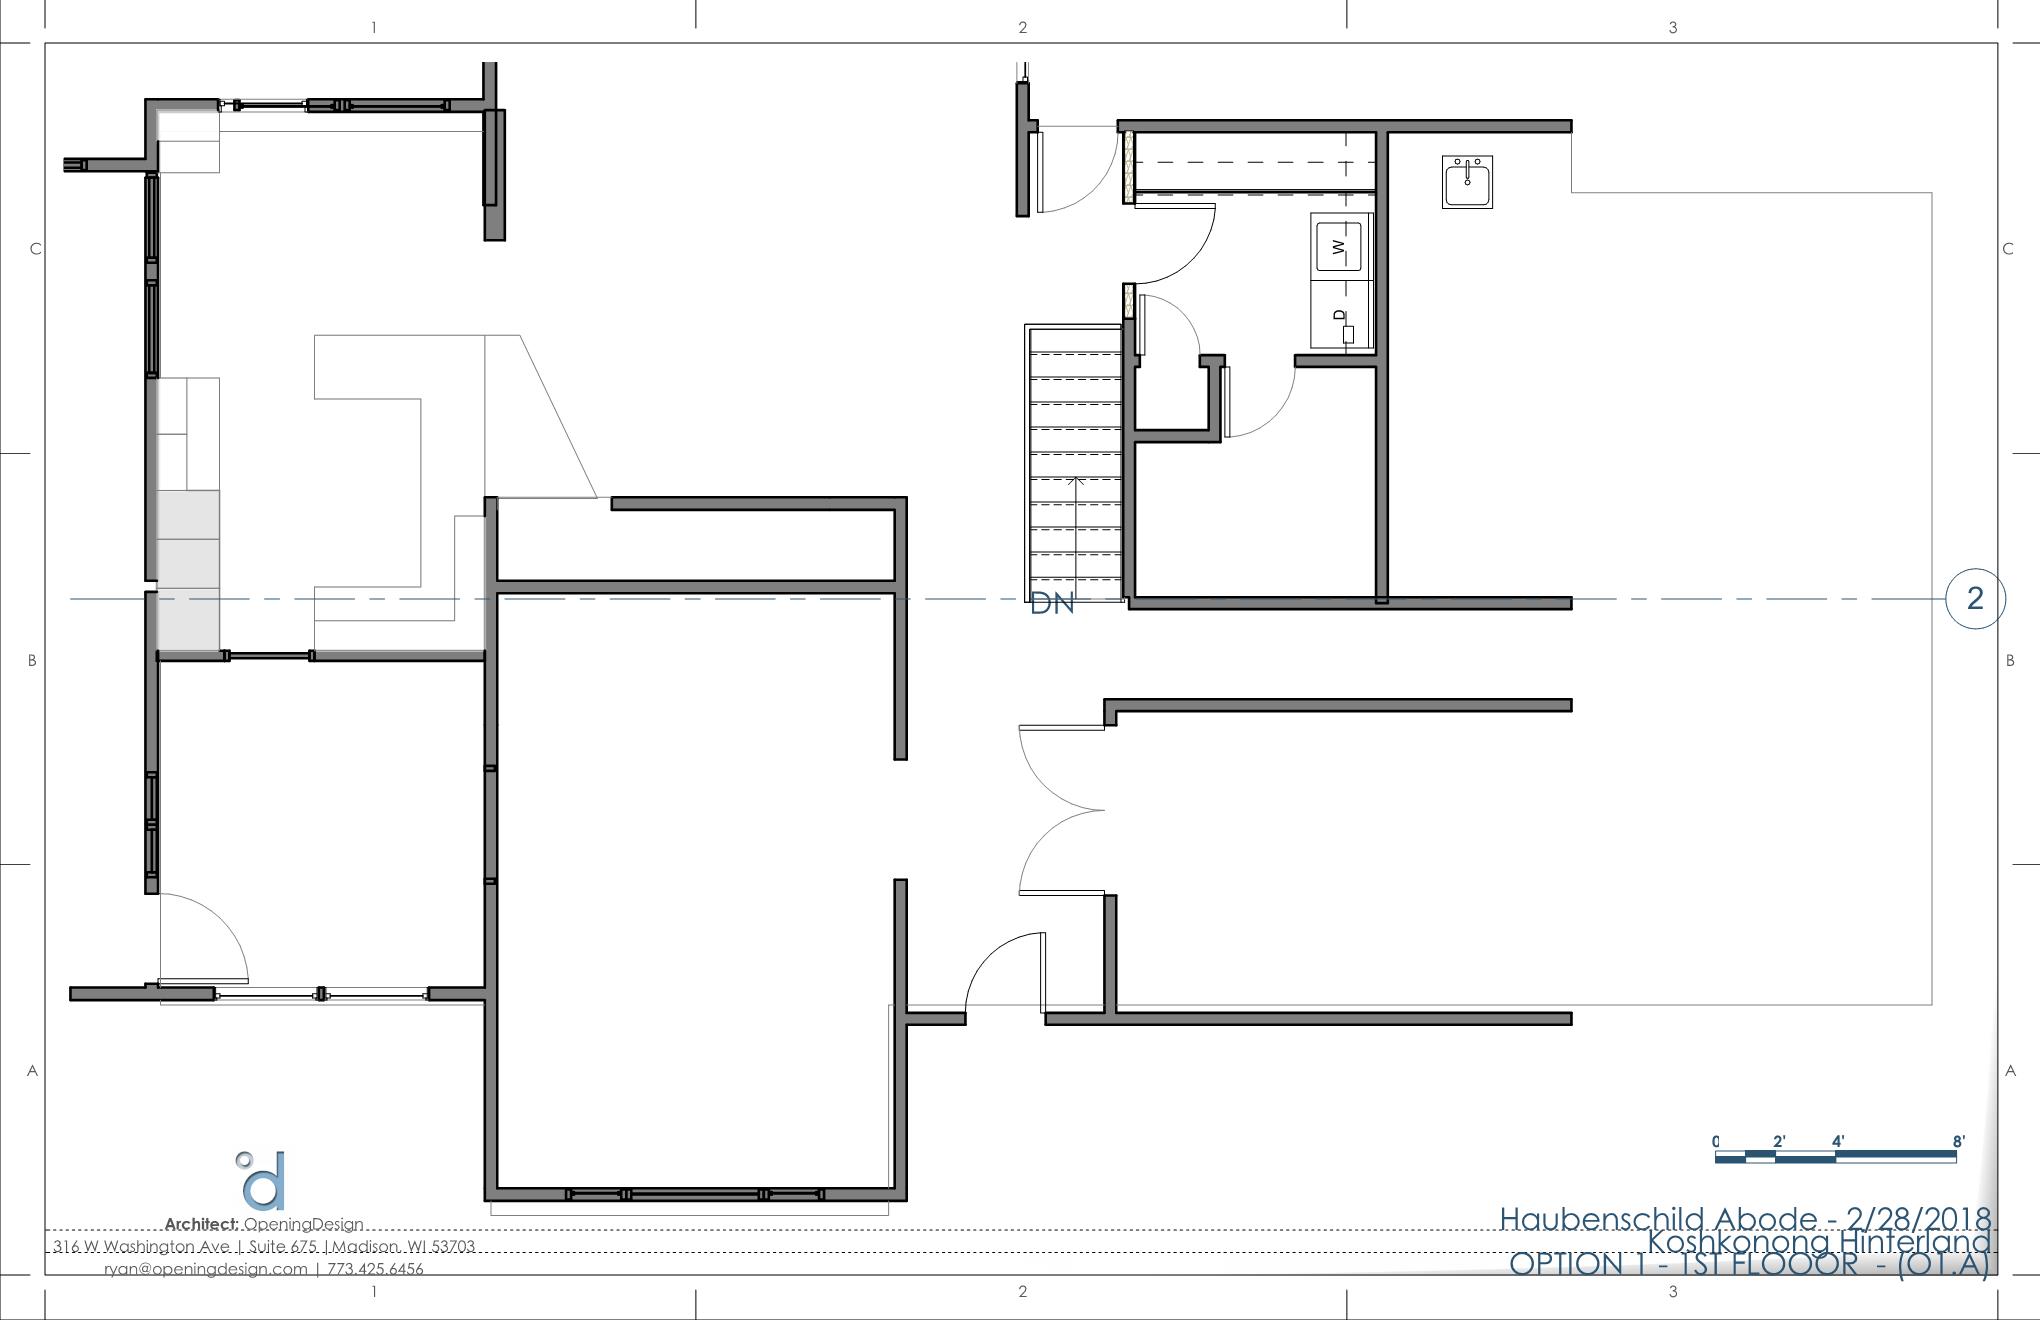 1 2 3
C C
W
D
2
DN
B B
A A
0 2' 4' 8'
Architect: OpeningDesign
316 W Washington Ave | Suite 675 | Madison, WI 53703
ryan@openingdesign.com | 773.425.6456
Haubenschild Abode - 2/28/2018
Koshkonong Hinterland
OPTION 1 - 1ST FLOOOR - (O1.A)
1 2 3